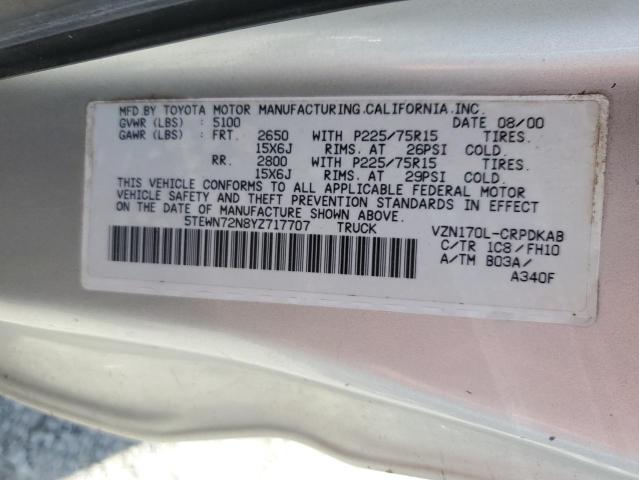 MFD.BY TOYOTA MOTOR MANUFACTURING.CALIFORNIA.INC.
GVWR (LBS) : 5100 DATE 08/00
GAWR (LBS) : FRT. 2650 WITH P225/75R15 TIRES.
15X6J RIMS. AT 26PSI COLD.
RR. 2800 WITH P225/75R15 TIRES.
15X6J RIMS. AT 29PSI COLD.
THIS VEHICLE CONFORMS TO ALL APPLICABLE FEDERAL MOTOR
VEHICLE SAFETY AND THEFT PREVENTION STANDARDS IN EFFECT
ON THE DATE OF MANUFACTURE SHOWN ABOVE.
5TEWN72N8YZ717707 TRUCK VZN170L-CRPDKAB
C/TR 1C8/FH10
A/TM B03A/
A340F